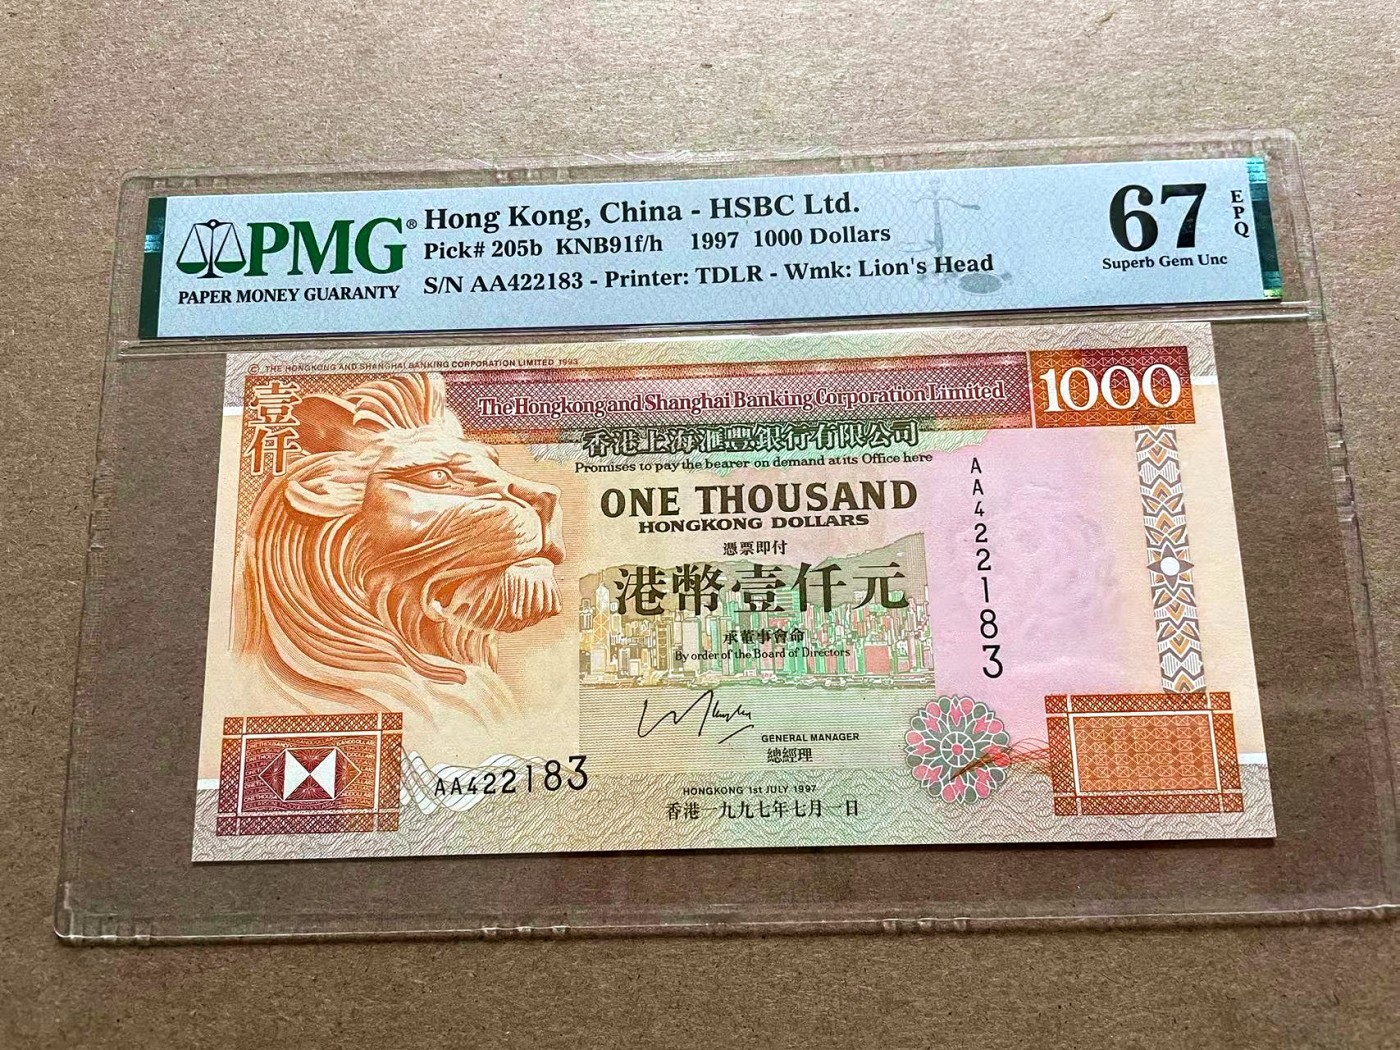 PMG®
PAPER MONEY GUARANTY
Hong Kong, China - HSBC Ltd.
Pick# 205b KNB91f/h 1997 1000 Dollars
S/N AA422183 - Printer: TDLR - Wmk: Lion's Head
67
EPQ
Superb Gem Unc
© THE HONGKONG AND SHANGHAI BANKING CORPORATION LIMITED 1993
壹仟
The Hongkong and Shanghai Banking Corporation Limited
1000
香港上海滙豐銀行有限公司
Promises to pay the bearer on demand at its Office here
ONE THOUSAND
HONGKONG DOLLARS
憑票即付
港幣壹仟元
承董事會命
By order of the Board of Directors
AA422183
GENERAL MANAGER
總經理
AA422183
HONGKONG 1st JULY 1997
香港一九九七年七月一日